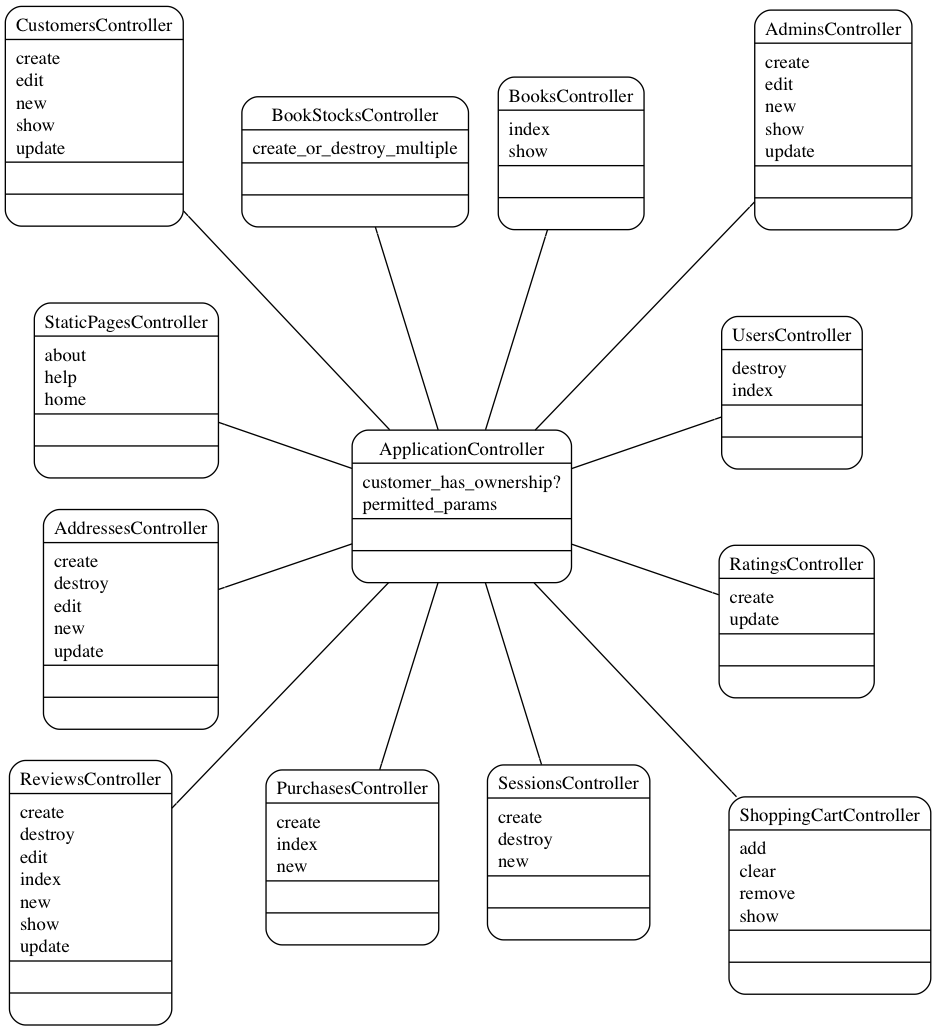 CustomersController
create
edit
new
show
update
BookStocksController
create_or_destroy_multiple
BooksController
index
show
AdminsController
create
edit
new
show
update
StaticPagesController
about
help
home
UsersController
destroy
index
ApplicationController
customer_has_ownership?
permitted_params
AddressesController
create
destroy
edit
new
update
RatingsController
create
update
ReviewsController
create
destroy
edit
index
new
show
update
PurchasesController
create
index
new
SessionsController
create
destroy
new
ShoppingCartController
add
clear
remove
show